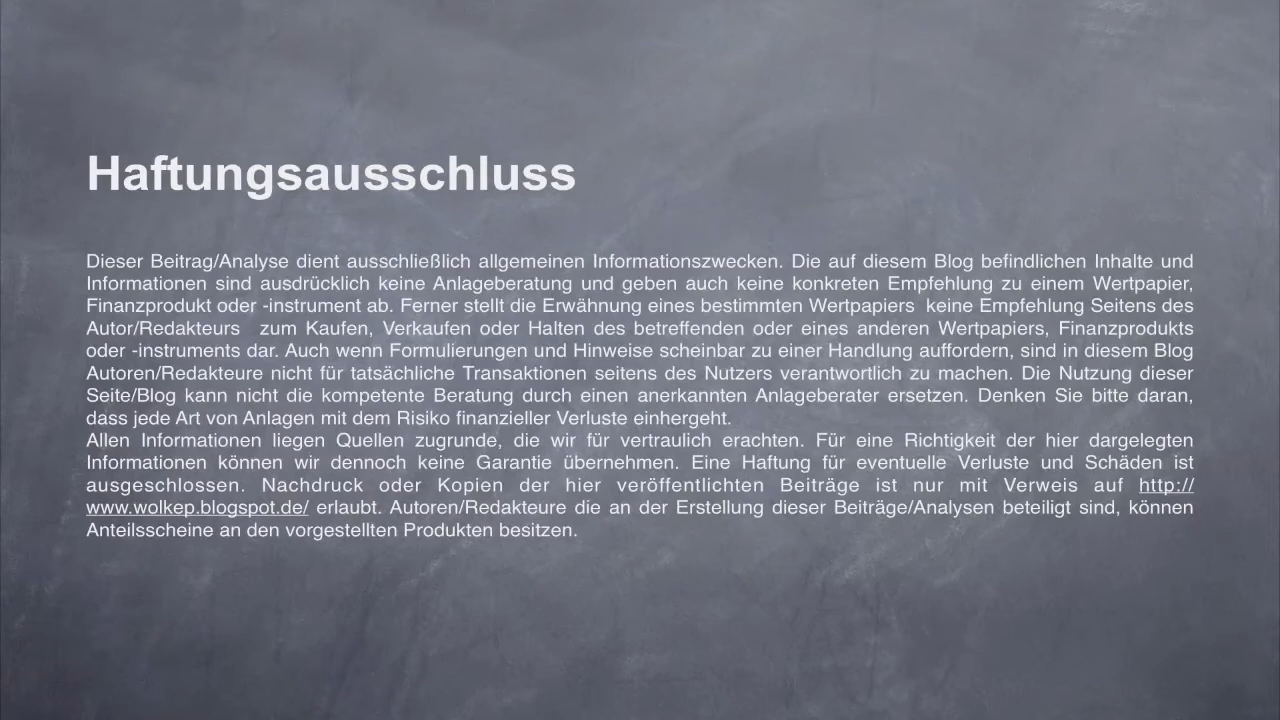 Haftungsausschluss
Dieser Beitrag/Analyse dient ausschließlich allgemeinen Informationszwecken. Die auf diesem Blog befindlichen Inhalte und
Informationen sind ausdrücklich keine Anlageberatung und geben auch keine konkreten Empfehlung zu einem Wertpapier,
Finanzprodukt oder -instrument ab. Ferner stellt die Erwähnung eines bestimmten Wertpapiers keine Empfehlung Seitens des
Autor/Redakteurs zum Kaufen, Verkaufen oder Halten des betreffenden oder eines anderen Wertpapiers, Finanzprodukts
oder -instruments dar. Auch wenn Formulierungen und Hinweise scheinbar zu einer Handlung auffordern, sind in diesem Blog
Autoren/Redakteure nicht für tatsächliche Transaktionen seitens des Nutzers verantwortlich zu machen. Die Nutzung dieser
Seite/Blog kann nicht die kompetente Beratung durch einen anerkannten Anlageberater ersetzen. Denken Sie bitte daran,
dass jede Art von Anlagen mit dem Risiko finanzieller Verluste einhergeht.
Allen Informationen liegen Quellen zugrunde, die wir für vertraulich erachten. Für eine Richtigkeit der hier dargelegten
Informationen können wir dennoch keine Garantie übernehmen. Eine Haftung für eventuelle Verluste und Schäden ist
ausgeschlossen. Nachdruck oder Kopien der hier veröffentlichten Beiträge ist nur mit Verweis auf http://
www.wolkep.blogspot.de/ erlaubt. Autoren/Redakteure die an der Erstellung dieser Beiträge/Analysen beteiligt sind, können
Anteilsscheine an den vorgestellten Produkten besitzen.